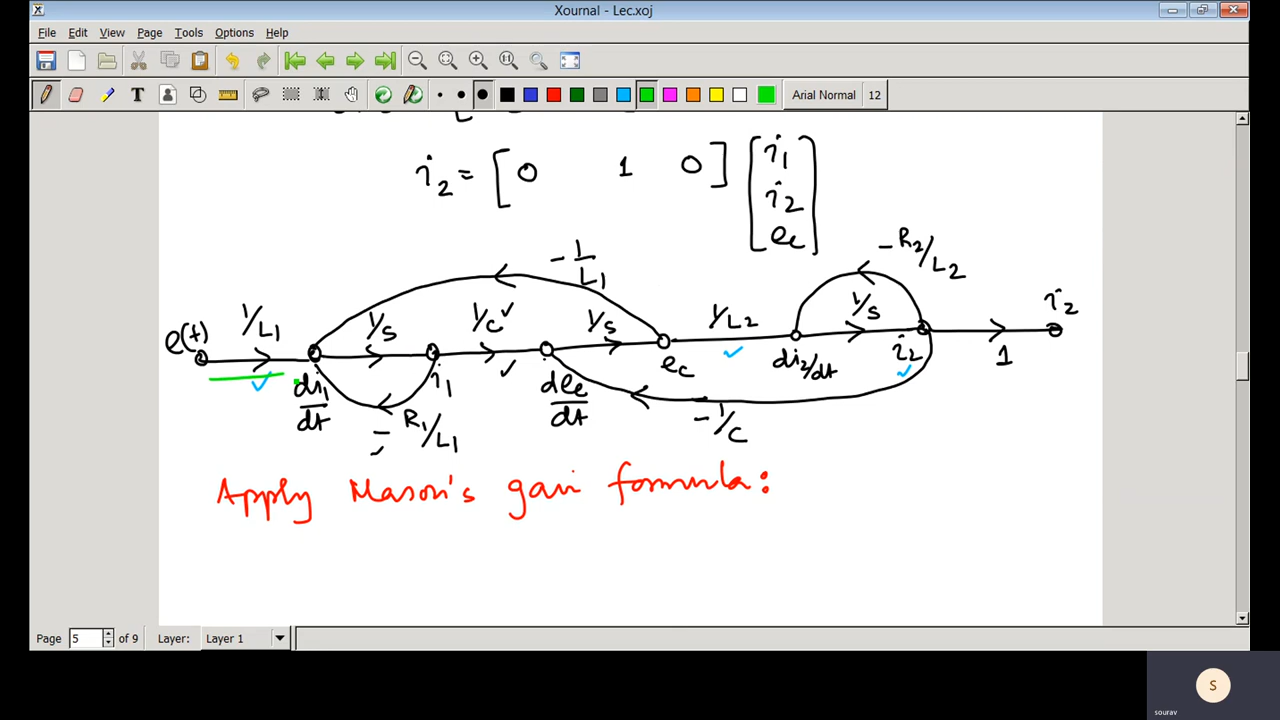 Xournal - Lec.xoj
File Edit View Page Tools Options Help
Arial Normal 12
i2 = [ 0 1 0 ] [ i1
i2
ec ]
-1/L1
-R2/L2
e(t) 1/L1 1/s 1/C 1/s 1/L2 1/s i2
di1/dt i1 dec/dt ec di2/dt i2 1
-R1/L1 -1/C
Apply Mason's gain formula:
Page 5 of 9 Layer: Layer 1
S
sourav